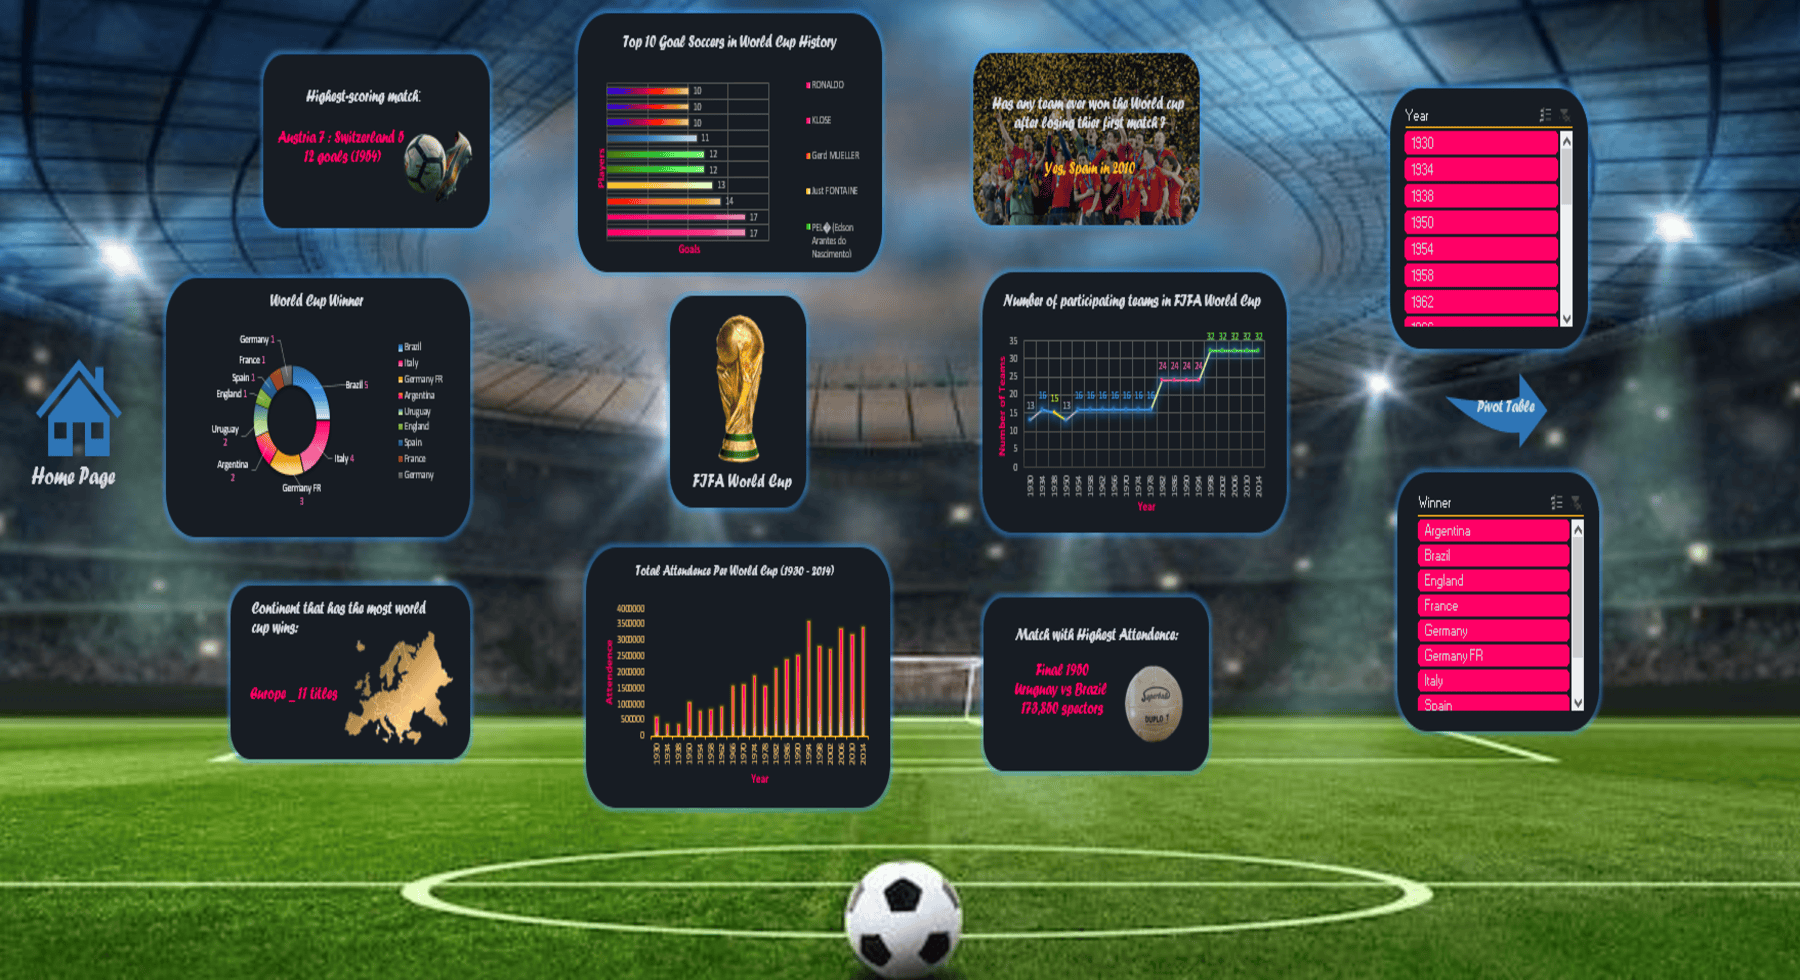 Top 10 Goal Soccers in World Cup History
10
10
10
11
12
12
13
14
17
17
Players
Goals
RONALDO
KLOSE
Gerd MUELLER
Just FONTAINE
PEL�(Edson
Arantes do
Nascimento)
Highest-scoring match:
Austria 7 : Switzerland 5
12 goals (1954)
Has any team ever won the World cup
after losing thier first match ?
Yes, Spain in 2010
Year
1930
1934
1938
1950
1954
1958
1962
World Cup Winner
Germany 1
France 1
Spain 1
England 1
Uruguay
2
Argentina
2
Germany FR
3
Italy 4
Brazil 5
Brazil
Italy
Germany FR
Argentina
Uruguay
England
Spain
France
Germany
FIFA World Cup
Number of participating teams in FIFA World Cup
35
30
25
20
15
10
5
0
13 16 15 13 16 16 16 16 16 16 16 24 24 24 24 32 32 32 32 32
Number of Teams
1930 1934 1938 1950 1954 1958 1962 1966 1970 1974 1978 1982 1986 1990 1994 1998 2002 2006 2010 2014
Year
Home Page
Pivot Table
Winner
Argentina
Brazil
England
France
Germany
Germany FR
Italy
Spain
Continent that has the most world
cup wins:
Europe _ 11 titles
Total Attendence Per World Cup (1930 - 2014)
4000000
3500000
3000000
2500000
2000000
1500000
1000000
500000
0
Attendence
1930 1934 1938 1950 1954 1958 1962 1966 1970 1974 1978 1982 1986 1990 1994 1998 2002 2006 2010 2014
Year
Match with Highest Attendence:
Final 1950
Uruguay vs Brazil
173,850 spectors
Superball
DUPLO T